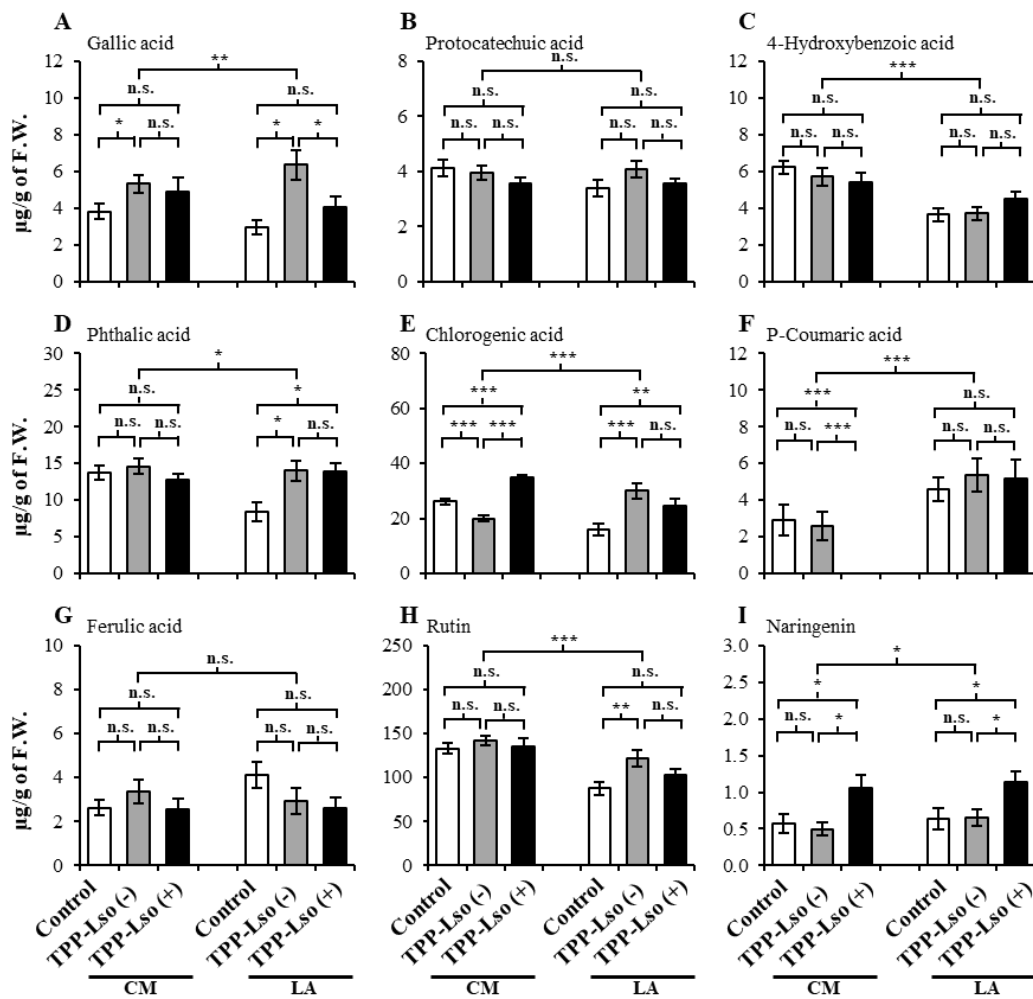 A
Gallic acid
µg/g of F.W.
12
10
8
6
4
2
0
**
n.s.
n.s.
*
n.s.
*
*
B
Protocatechuic acid
8
6
4
2
0
n.s.
n.s.
n.s.
n.s.
n.s.
n.s.
n.s.
C
4-Hydroxybenzoic acid
12
10
8
6
4
2
0
***
n.s.
n.s.
n.s.
n.s.
n.s.
n.s.
D
Phthalic acid
µg/g of F.W.
30
25
20
15
10
5
0
*
n.s.
*
n.s.
n.s.
*
n.s.
E
Chlorogenic acid
80
60
40
20
0
***
***
**
***
***
***
n.s.
F
P-Coumaric acid
12
10
8
6
4
2
0
***
***
n.s.
n.s.
***
n.s.
n.s.
G
Ferulic acid
µg/g of F.W.
10
8
6
4
2
0
n.s.
n.s.
n.s.
n.s.
n.s.
n.s.
n.s.
H
Rutin
250
200
150
100
50
0
***
n.s.
n.s.
n.s.
n.s.
**
n.s.
I
Naringenin
3.0
2.5
2.0
1.5
1.0
0.5
0.0
*
*
*
n.s.
*
n.s.
*
Control
TPP-Lso (-)
TPP-Lso (+)
Control
TPP-Lso (-)
TPP-Lso (+)
CM
LA
Control
TPP-Lso (-)
TPP-Lso (+)
Control
TPP-Lso (-)
TPP-Lso (+)
CM
LA
Control
TPP-Lso (-)
TPP-Lso (+)
Control
TPP-Lso (-)
TPP-Lso (+)
CM
LA